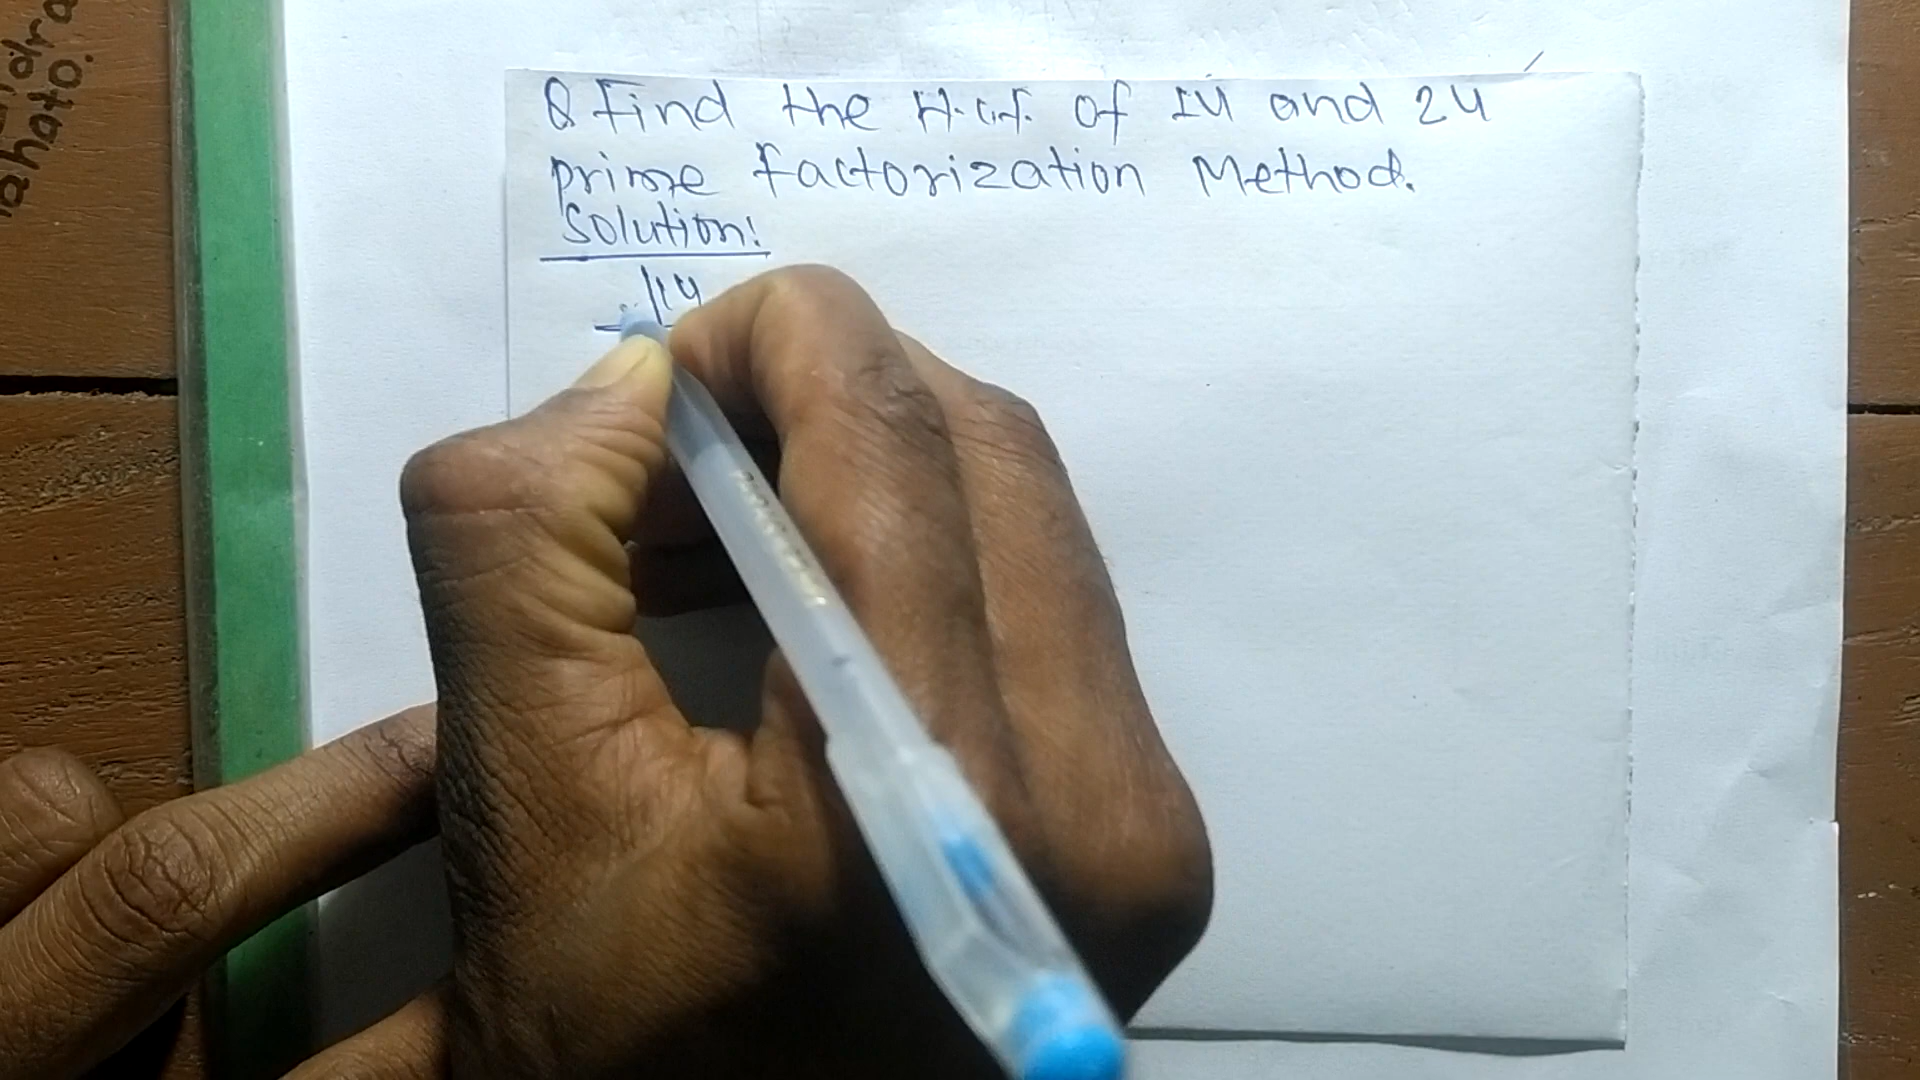 Q Find the H.C.F. of 14 and 24
prime factorization Method.
Solution:
14